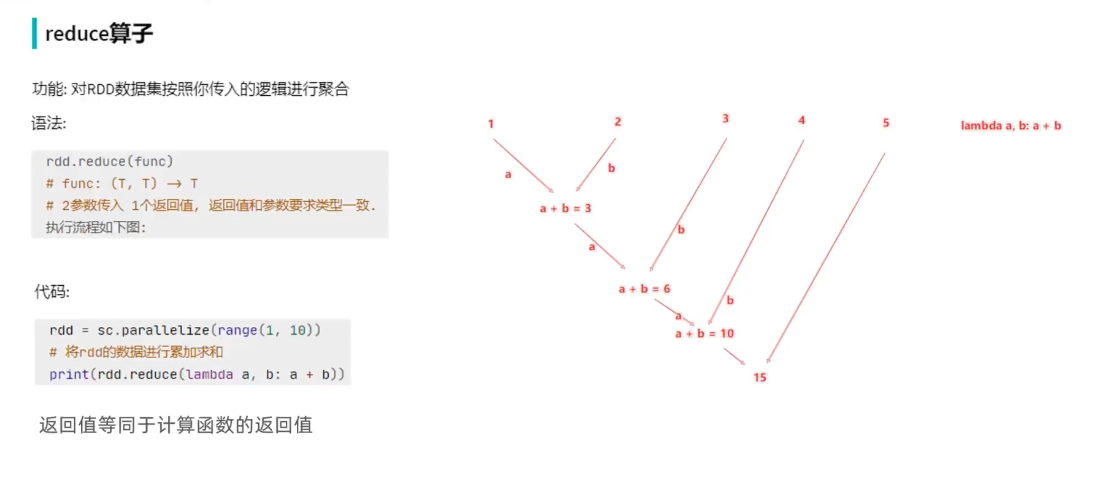 reduce算子
功能: 对RDD数据集按照你传入的逻辑进行聚合
语法:
rdd.reduce(func)
# func: (T, T) → T
# 2参数传入 1个返回值, 返回值和参数要求类型一致.
执行流程如下图:
代码:
rdd = sc.parallelize(range(1, 10))
# 将rdd的数据进行累加求和
print(rdd.reduce(lambda a, b: a + b))
返回值等同于计算函数的返回值
1 2 3 4 5 lambda a, b: a + b
a b
a + b = 3
a b
a + b = 6
a b
a + b = 10
15